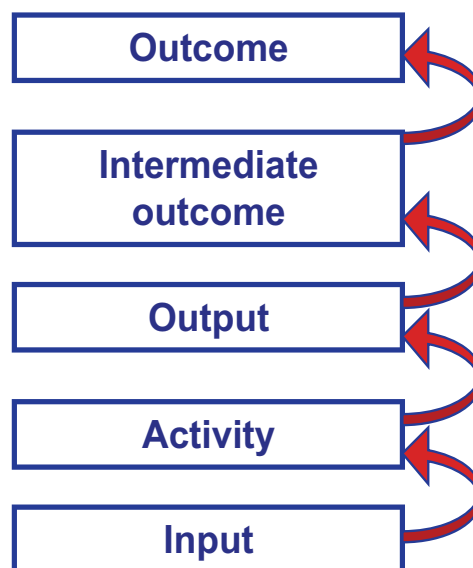 Outcome
Intermediate
outcome
Output
Activity
Input